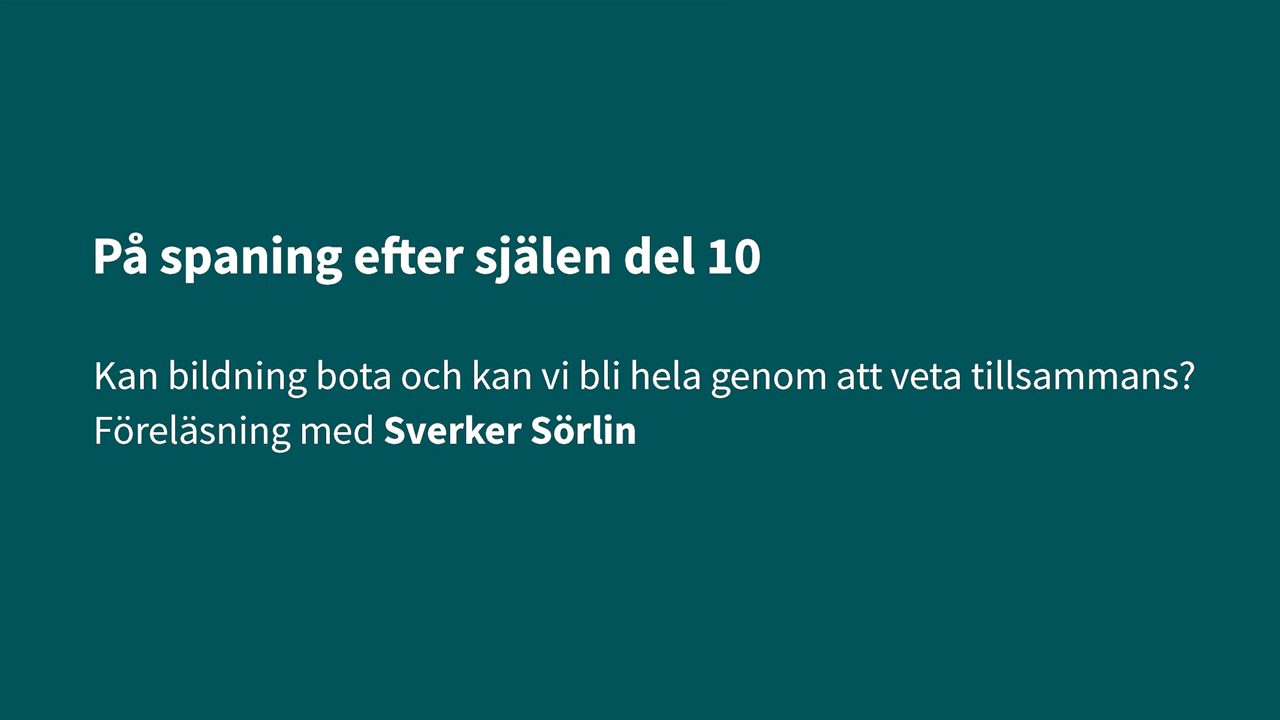 På spaning efter själen del 10
Kan bildning bota och kan vi bli hela genom att veta tillsammans?
Föreläsning med Sverker Sörlin